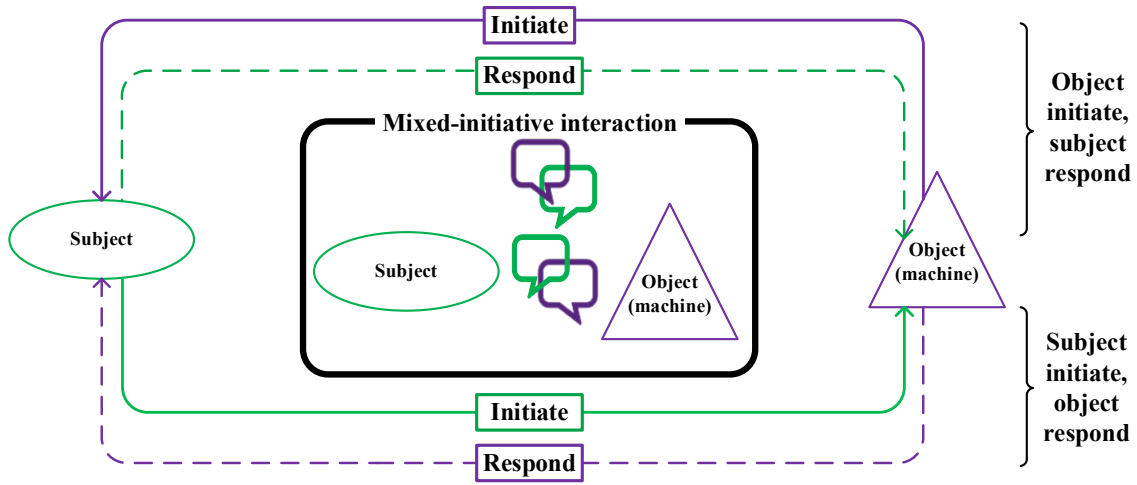 Initiate
Respond
Mixed-initiative interaction
Object
initiate,
subject
respond
Subject
Subject
Object
(machine)
Object
(machine)
Subject
initiate,
object
respond
Initiate
Respond